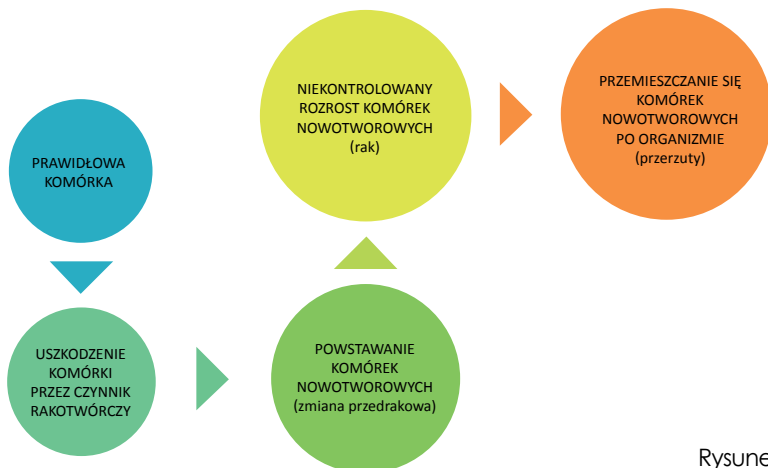 PRAWIDŁOWA
KOMÓRKA
USZKODZENIE
KOMÓRKI
PRZEZ CZYNNIK
RAKOTWÓRCZY
POWSTAWANIE
KOMÓREK
NOWOTWOROWYCH
(zmiana przedrakowa)
NIEKONTROLOWANY
ROZROST KOMÓREK
NOWOTWOROWYCH
(rak)
PRZEMIESZCZANIE SIĘ
KOMÓREK
NOWOTWOROWYCH
PO ORGANIZMIE
(przerzuty)
Rysune